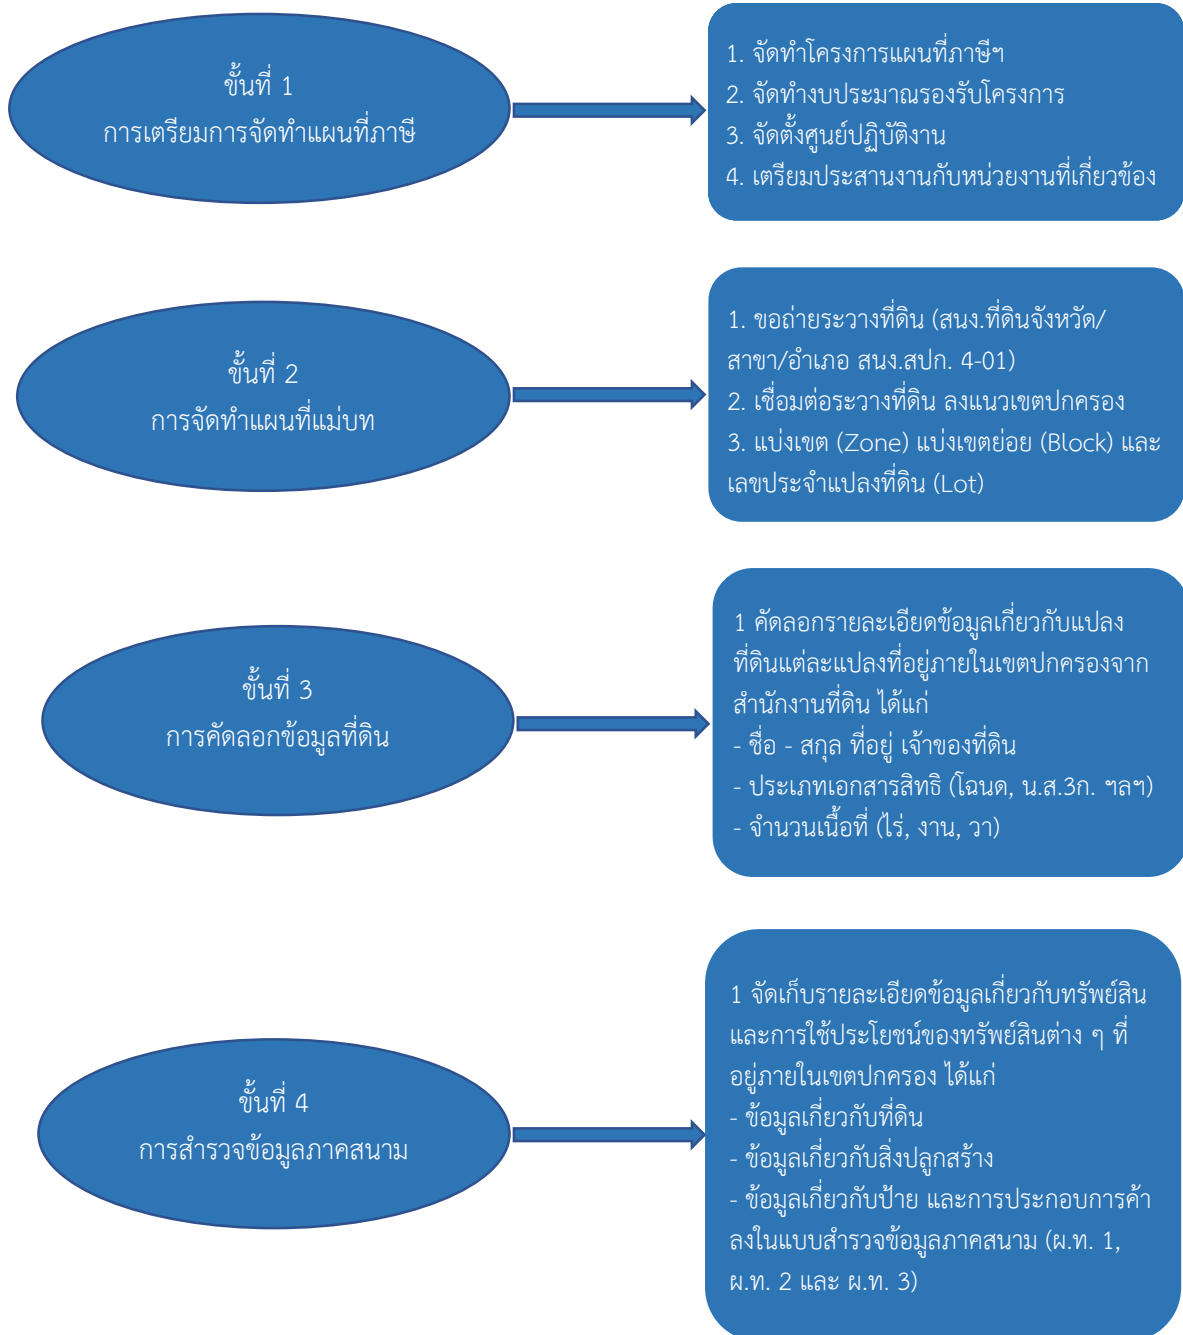 ขั้นที่ 1
การเตรียมการจัดทำแผนที่ภาษี
1. จัดทำโครงการแผนที่ภาษีฯ
2. จัดทำงบประมาณรองรับโครงการ
3. จัดตั้งศูนย์ปฏิบัติงาน
4. เตรียมประสานงานกับหน่วยงานที่เกี่ยวข้อง
ขั้นที่ 2
การจัดทำแผนที่แม่บท
1. ขอถ่ายระวางที่ดิน (สนง.ที่ดินจังหวัด/
สาขา/อำเภอ สนง.สปก. 4-01)
2. เชื่อมต่อระวางที่ดิน ลงแนวเขตปกครอง
3. แบ่งเขต (Zone) แบ่งเขตย่อย (Block) และ
เลขประจำแปลงที่ดิน (Lot)
ขั้นที่ 3
การคัดลอกข้อมูลที่ดิน
1 คัดลอกรายละเอียดข้อมูลเกี่ยวกับแปลง
ที่ดินแต่ละแปลงที่อยู่ภายในเขตปกครองจาก
สำนักงานที่ดิน ได้แก่
- ชื่อ - สกุล ที่อยู่ เจ้าของที่ดิน
- ประเภทเอกสารสิทธิ (โฉนด, น.ส.3ก. ฯลฯ)
- จำนวนเนื้อที่ (ไร่, งาน, วา)
ขั้นที่ 4
การสำรวจข้อมูลภาคสนาม
1 จัดเก็บรายละเอียดข้อมูลเกี่ยวกับทรัพย์สิน
และการใช้ประโยชน์ของทรัพย์สินต่าง ๆ ที่
อยู่ภายในเขตปกครอง ได้แก่
- ข้อมูลเกี่ยวกับที่ดิน
- ข้อมูลเกี่ยวกับสิ่งปลูกสร้าง
- ข้อมูลเกี่ยวกับป้าย และการประกอบการค้า
ลงในแบบสำรวจข้อมูลภาคสนาม (ผ.ท. 1,
ผ.ท. 2 และ ผ.ท. 3)